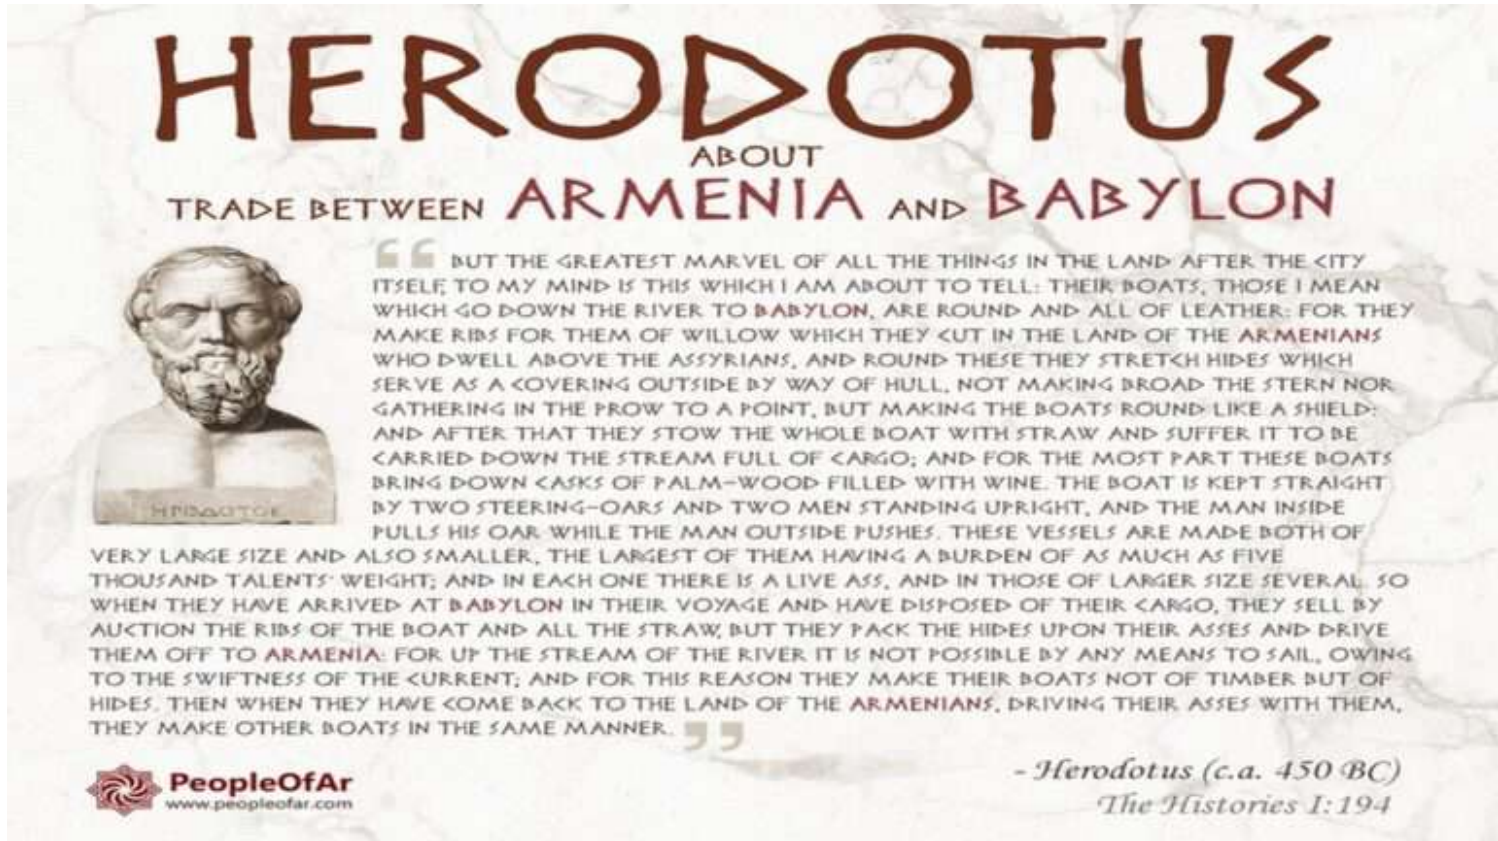 HERODOTUS
ABOUT
TRADE BETWEEN ARMENIA AND BABYLON
“ BUT THE GREATEST MARVEL OF ALL THE THINGS IN THE LAND AFTER THE CITY
ITSELF, TO MY MIND IS THIS WHICH I AM ABOUT TO TELL: THEIR BOATS, THOSE I MEAN
WHICH GO DOWN THE RIVER TO BABYLON, ARE ROUND AND ALL OF LEATHER: FOR THEY
MAKE RIBS FOR THEM OF WILLOW WHICH THEY CUT IN THE LAND OF THE ARMENIANS
WHO DWELL ABOVE THE ASSYRIANS, AND ROUND THESE THEY STRETCH HIDES WHICH
SERVE AS A COVERING OUTSIDE BY WAY OF HULL, NOT MAKING BROAD THE STERN NOR
GATHERING IN THE PROW TO A POINT, BUT MAKING THE BOATS ROUND LIKE A SHIELD:
AND AFTER THAT THEY STOW THE WHOLE BOAT WITH STRAW AND SUFFER IT TO BE
CARRIED DOWN THE STREAM FULL OF CARGO; AND FOR THE MOST PART THESE BOATS
BRING DOWN CASKS OF PALM-WOOD FILLED WITH WINE. THE BOAT IS KEPT STRAIGHT
BY TWO STEERING-OARS AND TWO MEN STANDING UPRIGHT, AND THE MAN INSIDE
PULLS HIS OAR WHILE THE MAN OUTSIDE PUSHES. THESE VESSELS ARE MADE BOTH OF
VERY LARGE SIZE AND ALSO SMALLER, THE LARGEST OF THEM HAVING A BURDEN OF AS MUCH AS FIVE
THOUSAND TALENTS' WEIGHT; AND IN EACH ONE THERE IS A LIVE ASS, AND IN THOSE OF LARGER SIZE SEVERAL. SO
WHEN THEY HAVE ARRIVED AT BABYLON IN THEIR VOYAGE AND HAVE DISPOSED OF THEIR CARGO, THEY SELL BY
AUCTION THE RIBS OF THE BOAT AND ALL THE STRAW, BUT THEY PACK THE HIDES UPON THEIR ASSES AND DRIVE
THEM OFF TO ARMENIA: FOR UP THE STREAM OF THE RIVER IT IS NOT POSSIBLE BY ANY MEANS TO SAIL, OWING
TO THE SWIFTNESS OF THE CURRENT; AND FOR THIS REASON THEY MAKE THEIR BOATS NOT OF TIMBER BUT OF
HIDES. THEN WHEN THEY HAVE COME BACK TO THE LAND OF THE ARMENIANS, DRIVING THEIR ASSES WITH THEM,
THEY MAKE OTHER BOATS IN THE SAME MANNER. ”
ΗΡΟΔΟΤΟΣ
PeopleOfAr
www.peopleofar.com
- Herodotus (c.a. 450 BC)
The Histories I:194